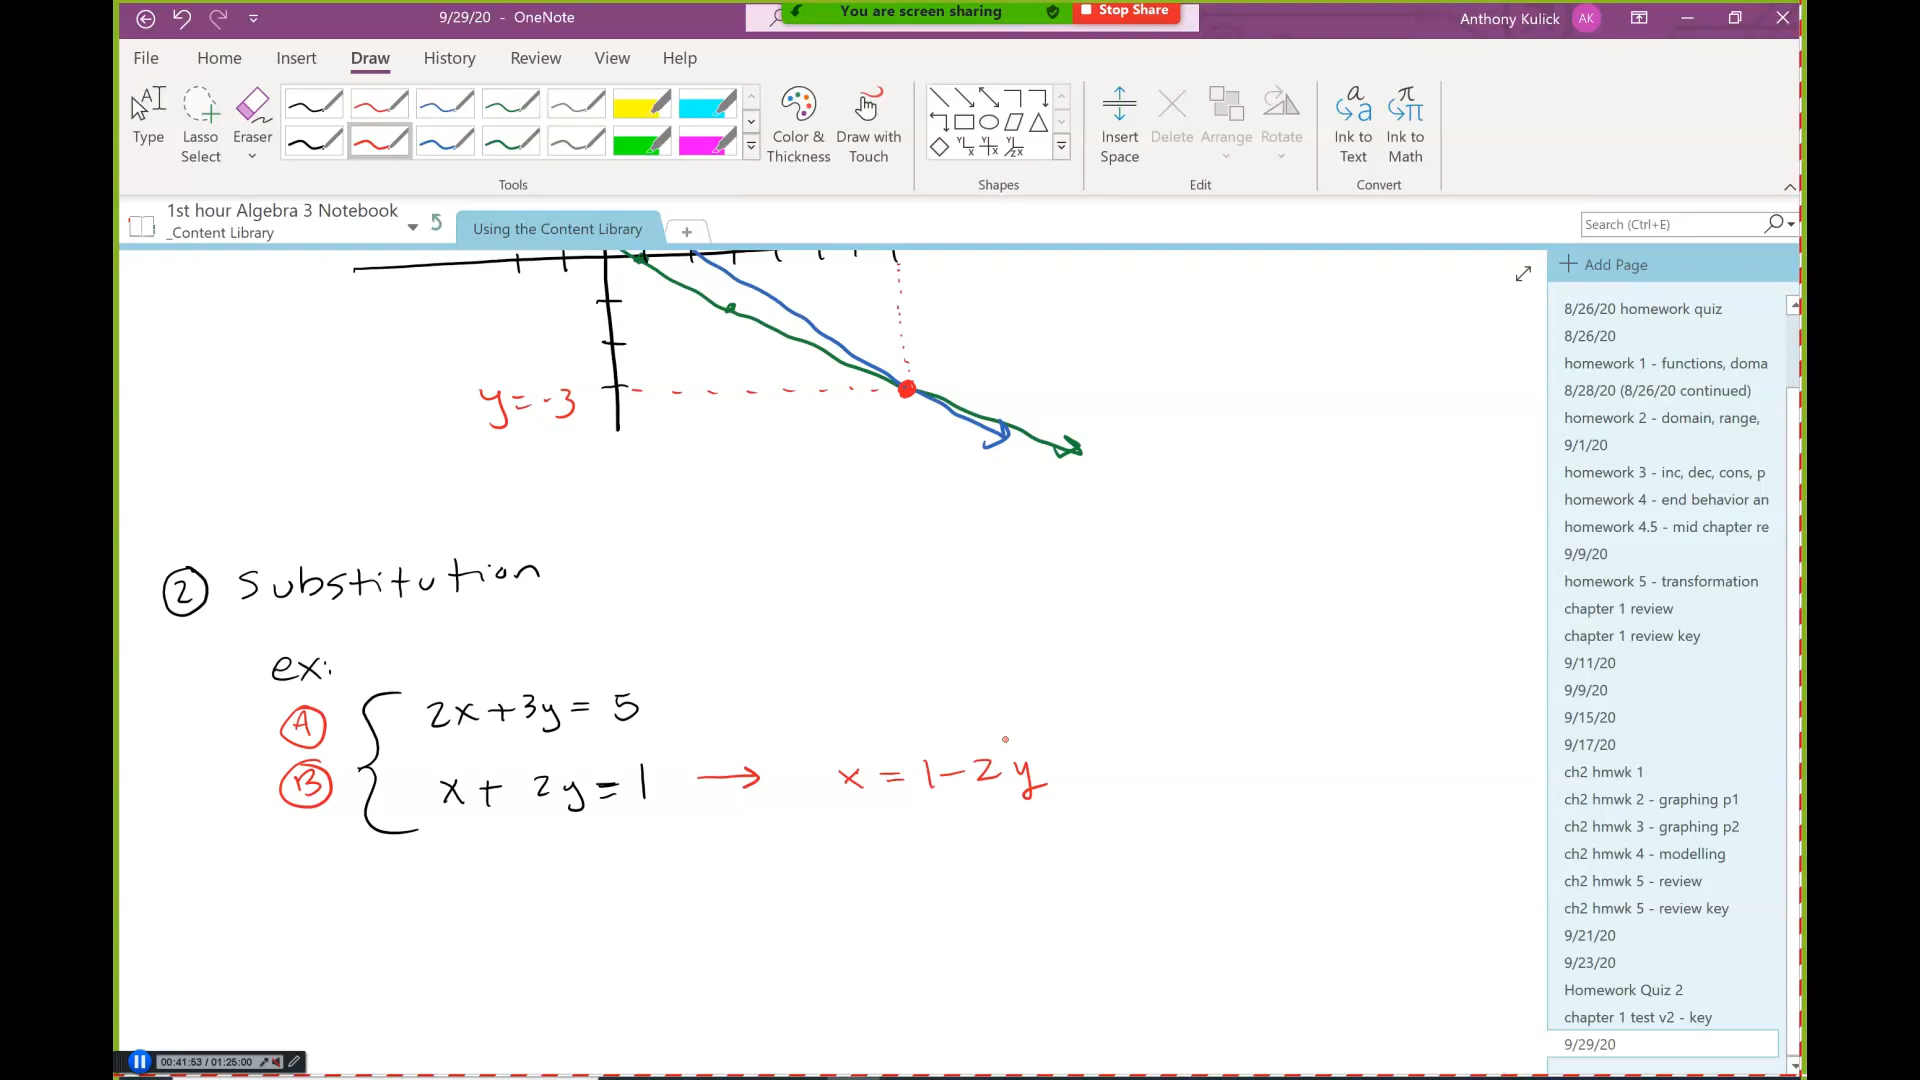 9/29/20 - OneNote
You are screen sharing
Stop Share
Anthony Kulick AK
File Home Insert Draw History Review View Help
Type
Lasso Select
Eraser
Color & Thickness
Draw with Touch
Insert Space
Delete
Arrange
Rotate
Ink to Text
Ink to Math
Tools Shapes Edit Convert
1st hour Algebra 3 Notebook
_Content Library
Using the Content Library
Search (Ctrl+E)
Add Page
8/26/20 homework quiz
8/26/20
homework 1 - functions, doma
8/28/20 (8/26/20 continued)
homework 2 - domain, range,
9/1/20
homework 3 - inc, dec, cons, p
homework 4 - end behavior an
homework 4.5 - mid chapter re
9/9/20
homework 5 - transformation
chapter 1 review
chapter 1 review key
9/11/20
9/9/20
9/15/20
9/17/20
ch2 hmwk 1
ch2 hmwk 2 - graphing p1
ch2 hmwk 3 - graphing p2
ch2 hmwk 4 - modelling
ch2 hmwk 5 - review
ch2 hmwk 5 - review key
9/21/20
9/23/20
Homework Quiz 2
chapter 1 test v2 - key
9/29/20
y = -3
② Substitution
ex:
Ⓐ 2x+3y = 5
Ⓑ x + 2y = 1 → x = 1 - 2y
00:41:53 / 01:25:00